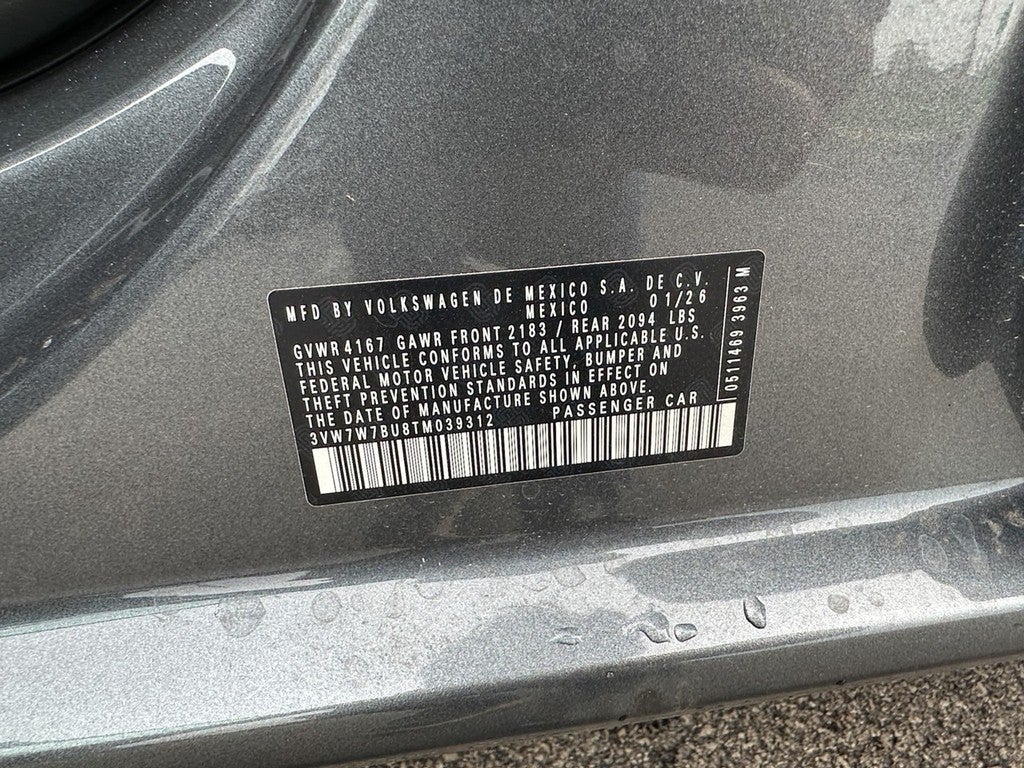 MFD BY VOLKSWAGEN DE MEXICO S.A. DE C.V.
MEXICO 01/26
GVWR 4167 GAWR FRONT 2183 / REAR 2094 LBS
THIS VEHICLE CONFORMS TO ALL APPLICABLE U.S.
FEDERAL MOTOR VEHICLE SAFETY, BUMPER AND
THEFT PREVENTION STANDARDS IN EFFECT ON
THE DATE OF MANUFACTURE SHOWN ABOVE.
3VW7W7BU8TM039312 PASSENGER CAR
0511469 3963 M